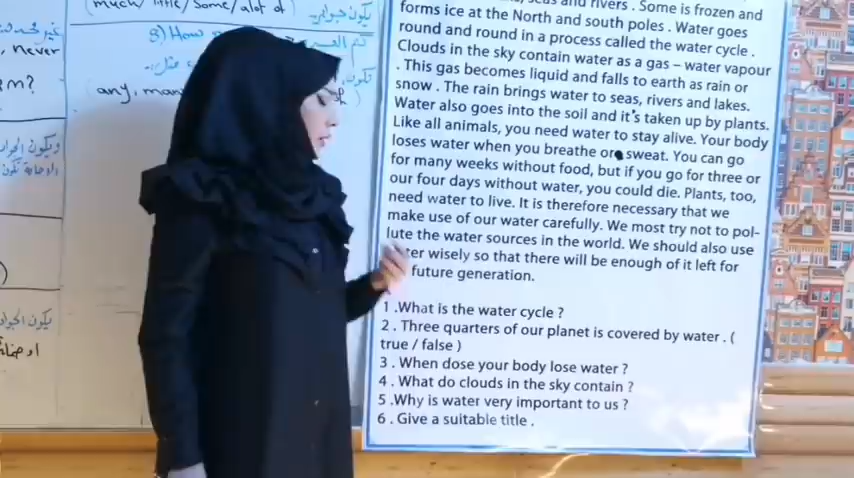 (much / little / some / a lot of)
8) How
(any, man
never
m?
seas and rivers . Some is frozen and
forms ice at the North and south poles . Water goes
round and round in a process called the water cycle .
Clouds in the sky contain water as a gas – water vapour
. This gas becomes liquid and falls to earth as rain or
snow . The rain brings water to seas, rivers and lakes.
Water also goes into the soil and it's taken up by plants.
Like all animals, you need water to stay alive. Your body
loses water when you breathe or sweat. You can go
for many weeks without food, but if you go for three or
our four days without water, you could die. Plants, too,
need water to live. It is therefore necessary that we
make use of our water carefully. We most try not to pol-
lute the water sources in the world. We should also use
ter wisely so that there will be enough of it left for
future generation.
1 .What is the water cycle ?
2 . Three quarters of our planet is covered by water . (
true / false )
3 . When dose your body lose water ?
4 . What do clouds in the sky contain ?
5 .Why is water very important to us ?
6 . Give a suitable title .